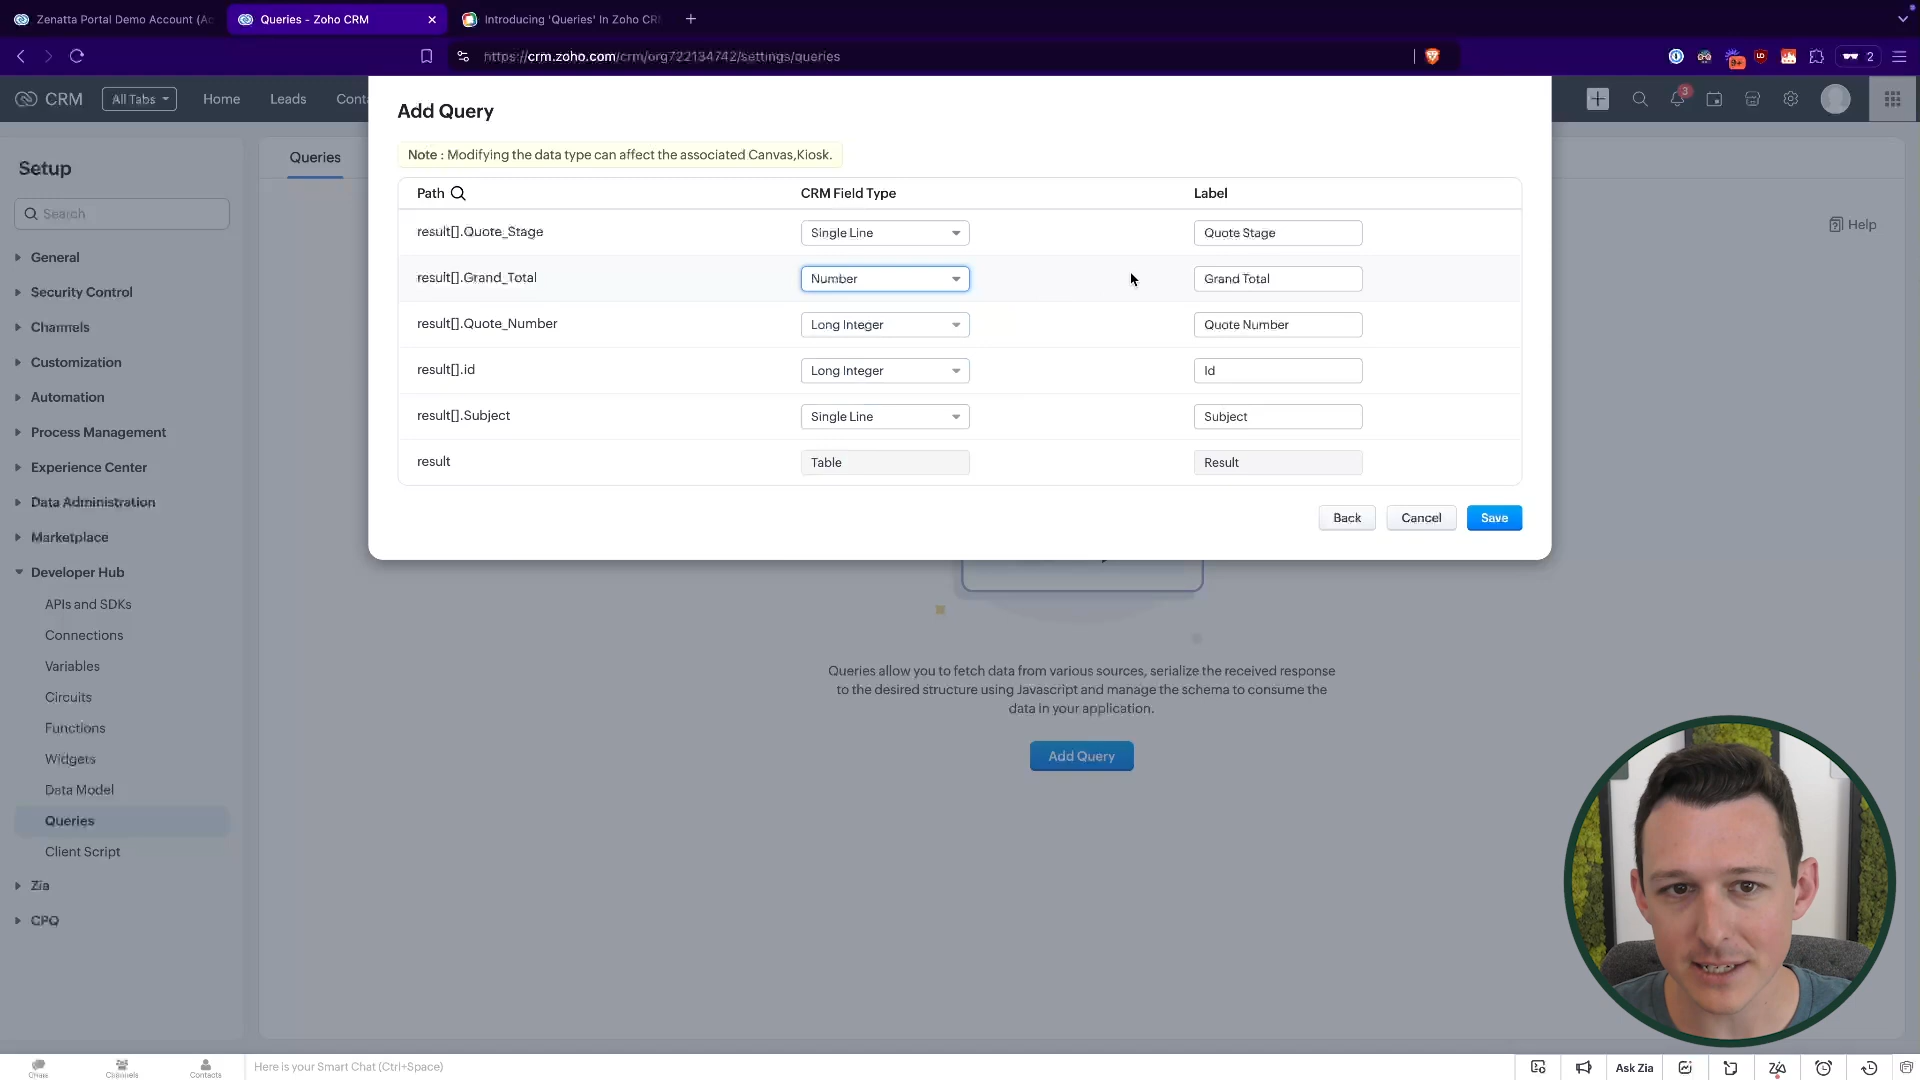 Zenatta Portal Demo Account (Ac
Queries - Zoho CRM
Introducing 'Queries' In Zoho CR
https://crm.zoho.com/crm/org722134742/settings/queries
9+
2
CRM
All Tabs
Home
Leads
Conta
3
Setup
Search
General
Security Control
Channels
Customization
Automation
Process Management
Experience Center
Data Administration
Marketplace
Developer Hub
APIs and SDKs
Connections
Variables
Circuits
Functions
Widgets
Data Model
Queries
Client Script
Zia
CPQ
Queries
Help
Add Query
Note : Modifying the data type can affect the associated Canvas,Kiosk.
Path
CRM Field Type
Label
result[].Quote_Stage
Single Line
Quote Stage
result[].Grand_Total
Number
Grand Total
result[].Quote_Number
Long Integer
Quote Number
result[].id
Long Integer
Id
result[].Subject
Single Line
Subject
result
Table
Result
Back
Cancel
Save
Queries allow you to fetch data from various sources, serialize the received response
to the desired structure using Javascript and manage the schema to consume the
data in your application.
Add Query
Chats
Channels
Contacts
Here is your Smart Chat (Ctrl+Space)
Ask Zia